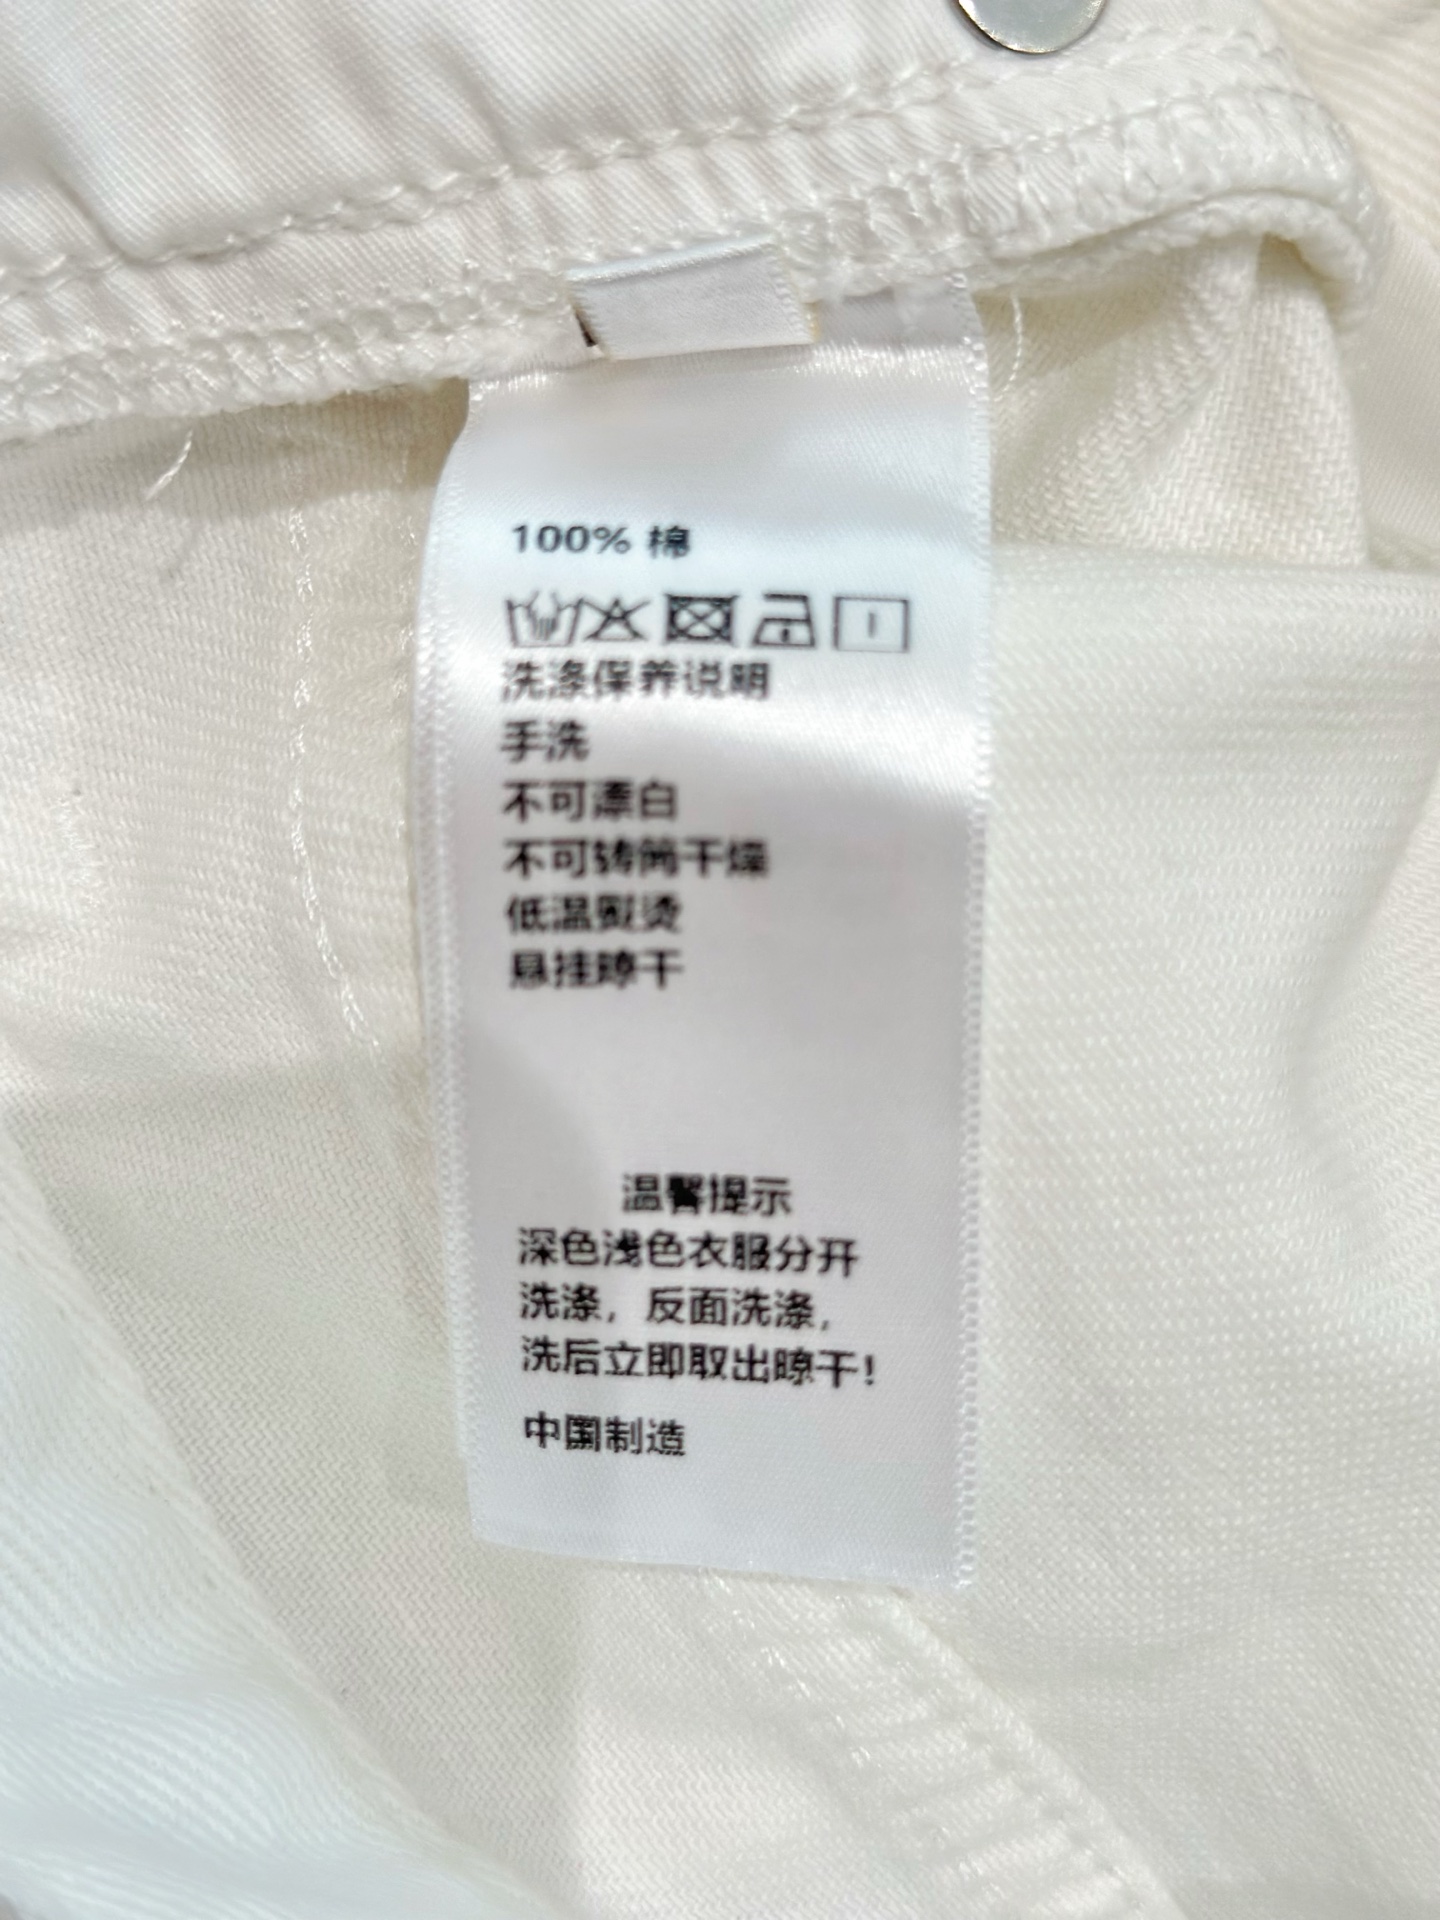 100% 棉
洗涤保养说明
手洗
不可漂白
不可转筒干燥
低温熨烫
悬挂晾干
温馨提示
深色浅色衣服分开
洗涤，反面洗涤，
洗后立即取出晾干！
中国制造